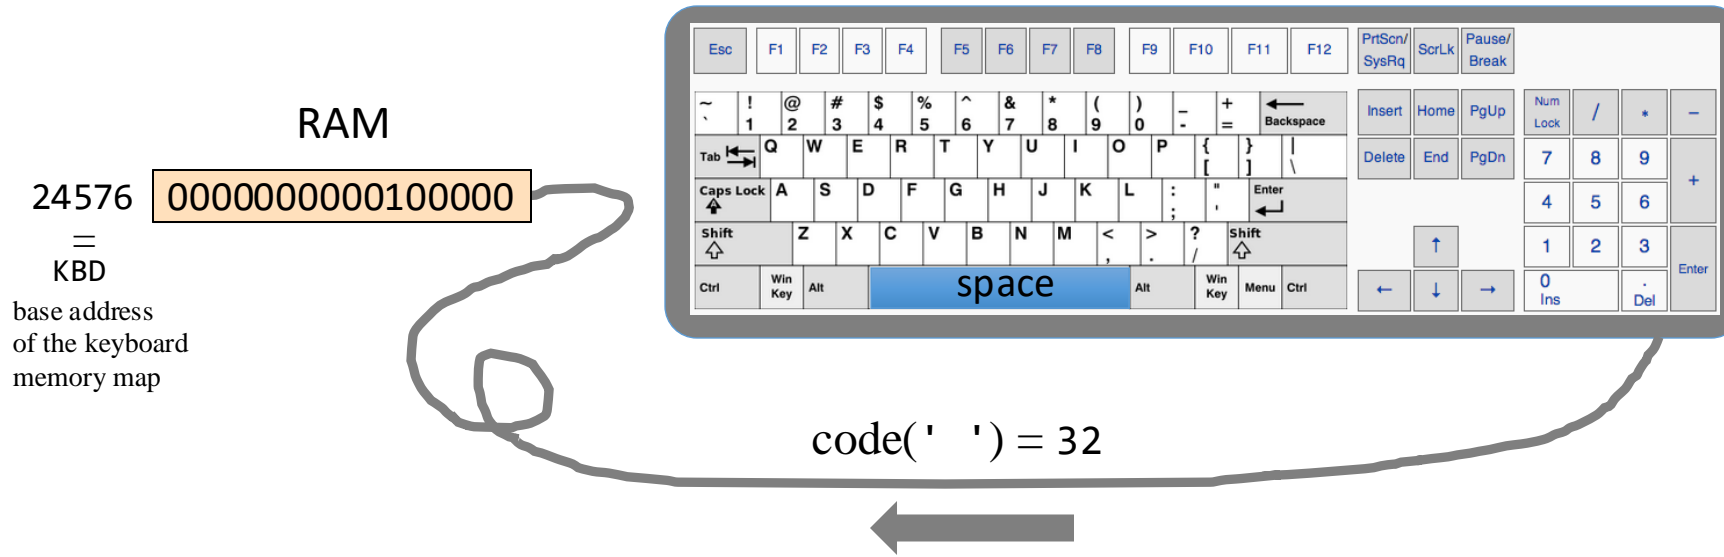 RAM
24576 0000000000100000
=
KBD
base address
of the keyboard
memory map
Esc F1 F2 F3 F4 F5 F6 F7 F8 F9 F10 F11 F12 PrtScn/ SysRq ScrLk Pause/ Break
~ ` ! 1 @ 2 # 3 $ 4 % 5 ^ 6 & 7 * 8 ( 9 ) 0 _ - + = Backspace Insert Home PgUp Num Lock / * -
Tab Q W E R T Y U I O P { [ } ] | \ Delete End PgDn 7 8 9 +
Caps Lock A S D F G H J K L : ; " ' Enter 4 5 6
Shift Z X C V B N M < , > . ? / Shift ↑ 1 2 3 Enter
Ctrl Win Key Alt space Alt Win Key Menu Ctrl ← ↓ → 0 Ins . Del
code(' ') = 32